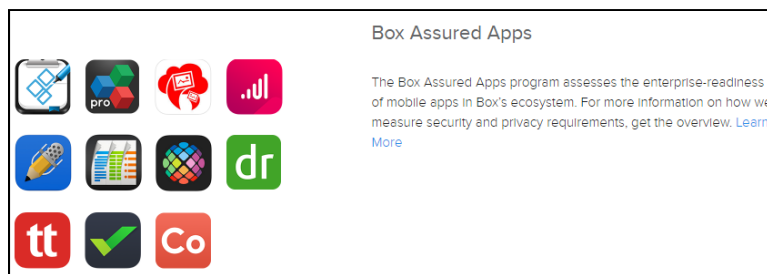 Box Assured Apps
The Box Assured Apps program assesses the enterprise-readiness
of mobile apps in Box's ecosystem. For more information on how we
measure security and privacy requirements, get the overview. Learn
More
pro
dr
tt
Co